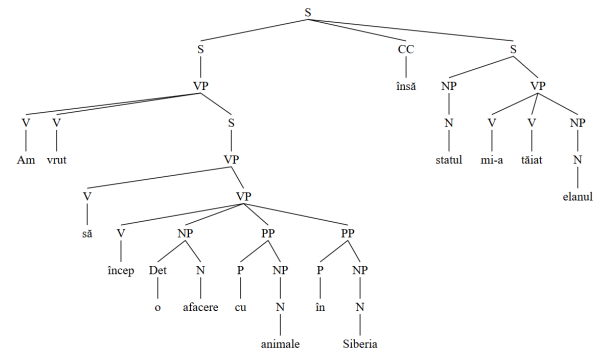 S
S CC S
VP însă NP VP
V V S N V V NP
Am vrut VP statul mi-a tăiat N
V VP elanul
să V NP PP PP
încep Det N P NP P NP
o afacere cu N în N
animale Siberia